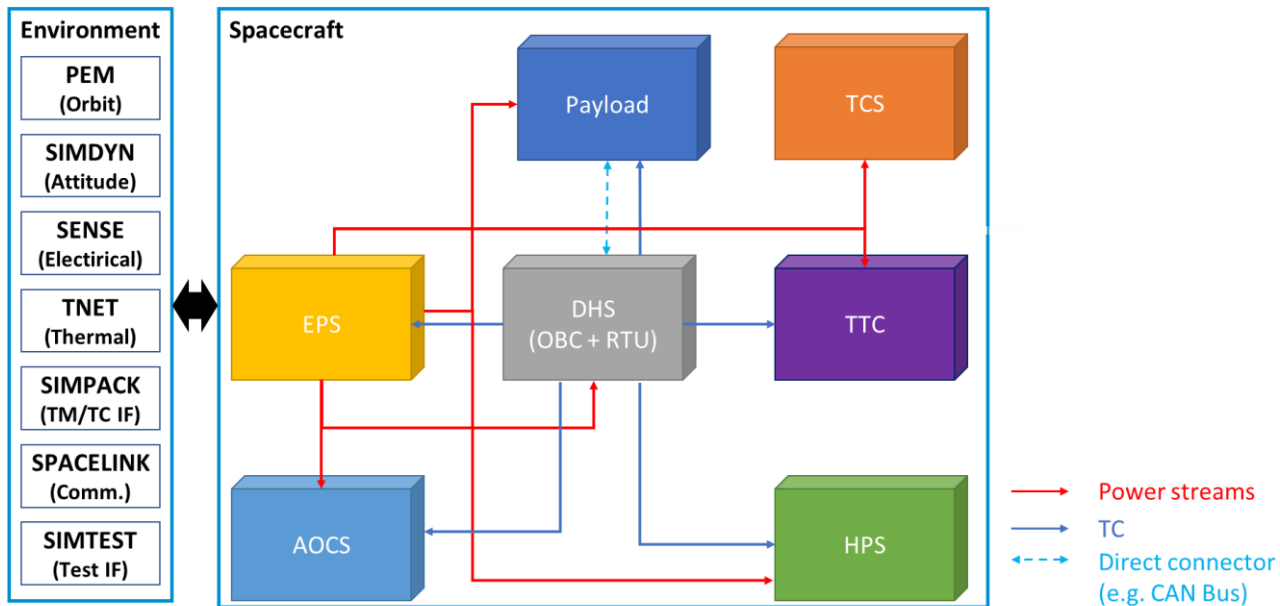 Environment
PEM
(Orbit)
SIMDYN
(Attitude)
SENSE
(Electirical)
TNET
(Thermal)
SIMPACK
(TM/TC IF)
SPACELINK
(Comm.)
SIMTEST
(Test IF)
Spacecraft
Payload
TCS
EPS
DHS
(OBC + RTU)
TTC
AOCS
HPS
Power streams
TC
Direct connector
(e.g. CAN Bus)